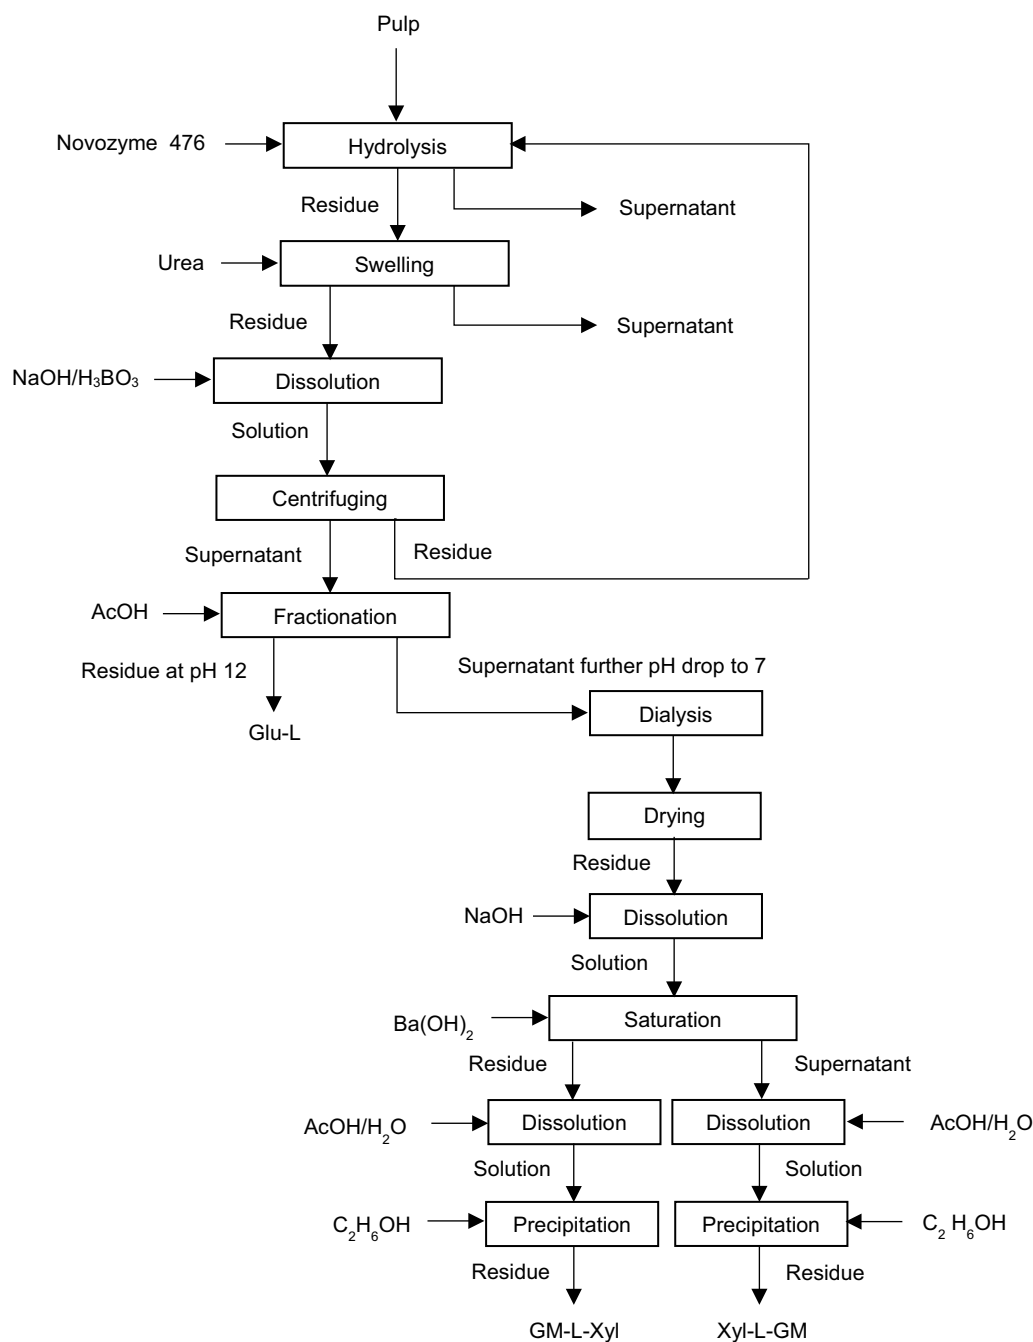 Pulp
Novozyme 476
Hydrolysis
Residue
Supernatant
Urea
Swelling
Residue
Supernatant
NaOH/H₃BO₃
Dissolution
Solution
Centrifuging
Supernatant
Residue
AcOH
Fractionation
Residue at pH 12
Supernatant further pH drop to 7
Glu-L
Dialysis
Drying
Residue
NaOH
Dissolution
Solution
Ba(OH)₂
Saturation
Residue
Supernatant
AcOH/H₂O
Dissolution
Dissolution
AcOH/H₂O
Solution
Solution
C₂H₆OH
Precipitation
Precipitation
C₂ H₆OH
Residue
Residue
GM-L-Xyl
Xyl-L-GM